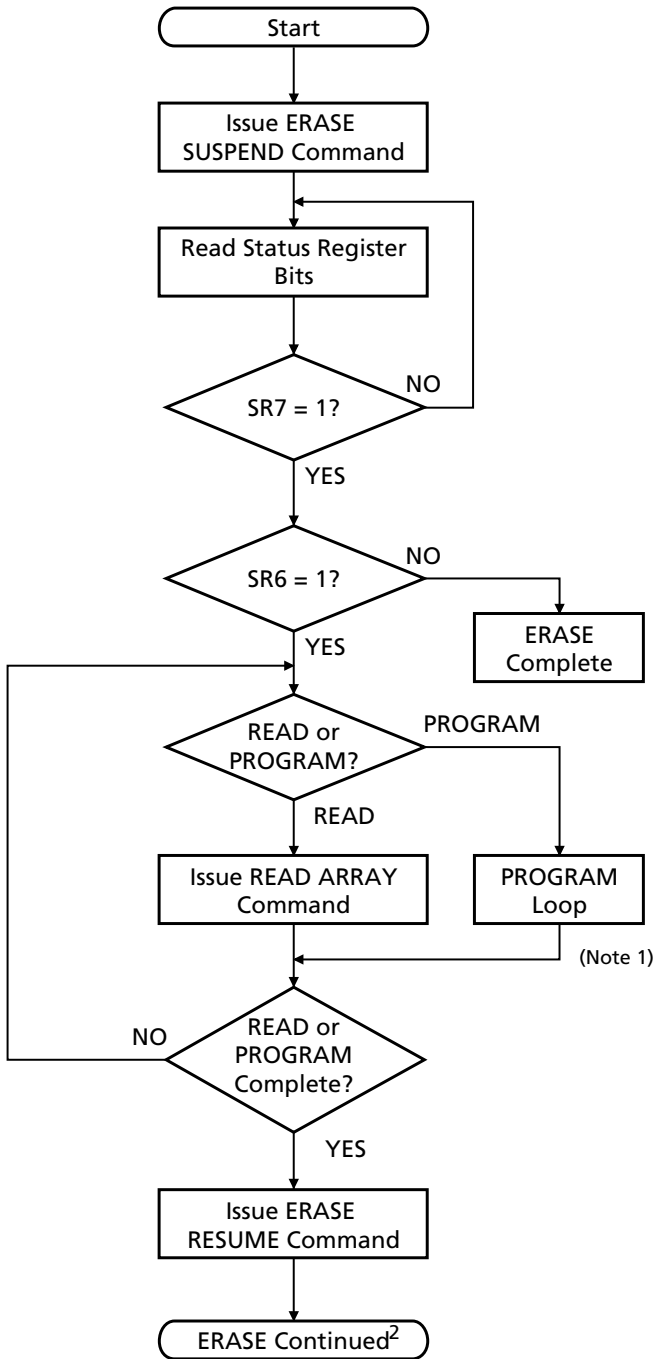 Start
Issue ERASE
SUSPEND Command
Read Status Register
Bits
NO
SR7 = 1?
YES
NO
SR6 = 1?
YES
ERASE
Complete
READ or
PROGRAM?
PROGRAM
READ
Issue READ ARRAY
Command
PROGRAM
Loop
(Note 1)
NO
READ or
PROGRAM
Complete?
YES
Issue ERASE
RESUME Command
ERASE Continued²